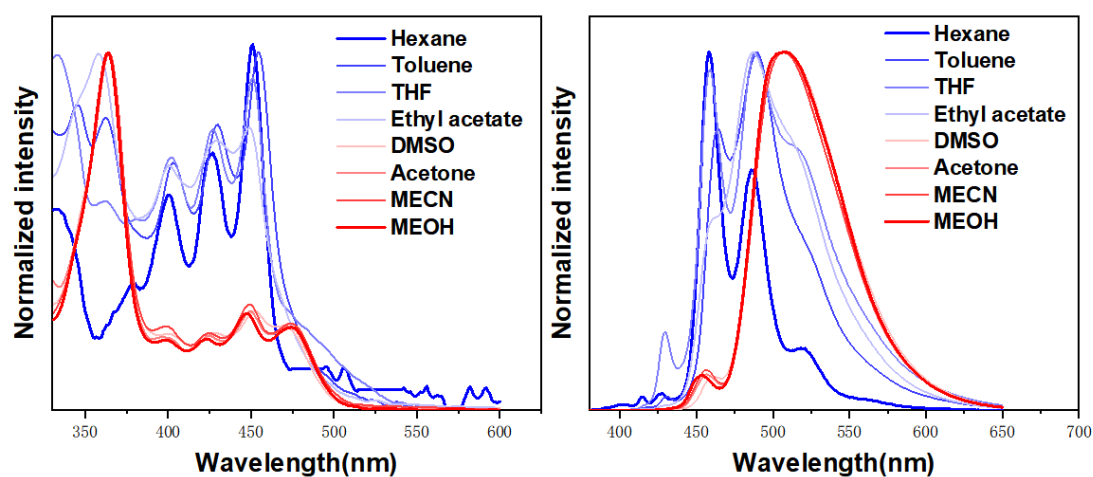 Normalized intensity
Hexane
Toluene
THF
Ethyl acetate
DMSO
Acetone
MECN
MEOH
350 400 450 500 550 600
Wavelength(nm)
Normalized intensity
Hexane
Toluene
THF
Ethyl acetate
DMSO
Acetone
MECN
MEOH
400 450 500 550 600 650 700
Wavelength(nm)